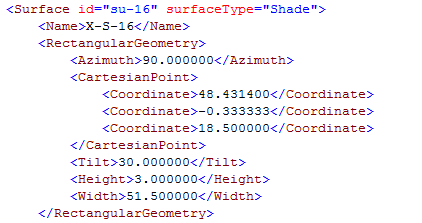 <Surface id="su-16" surfaceType="Shade">
<Name>X-S-16</Name>
<RectangularGeometry>
<Azimuth>90.000000</Azimuth>
<CartesianPoint>
<Coordinate>48.431400</Coordinate>
<Coordinate>-0.333333</Coordinate>
<Coordinate>18.500000</Coordinate>
</CartesianPoint>
<Tilt>30.000000</Tilt>
<Height>3.000000</Height>
<Width>51.500000</Width>
</RectangularGeometry>